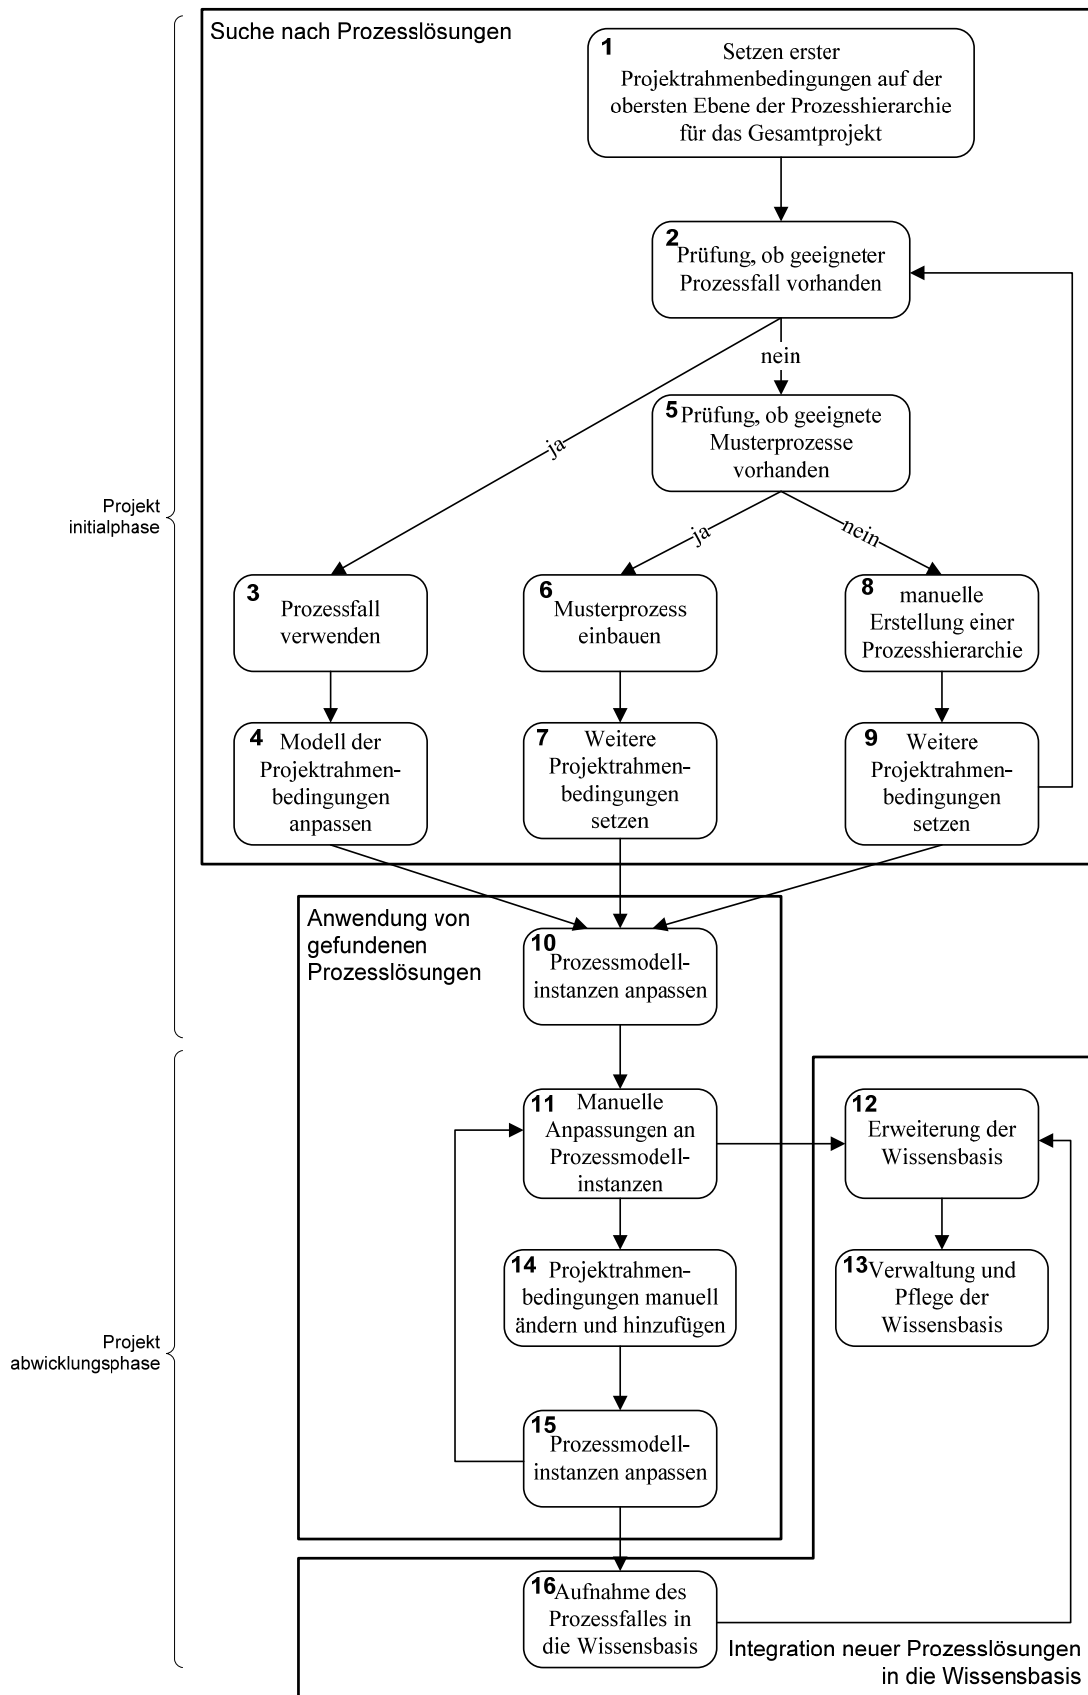 Suche nach Prozesslösungen
1
Setzen erster
Projektrahmenbedingungen auf der
obersten Ebene der Prozesshierarchie
für das Gesamtprojekt
2
Prüfung, ob geeigneter
Prozessfall vorhanden
nein
ja
5
Prüfung, ob geeignete
Musterprozesse
vorhanden
ja
nein
Projekt
initialphase
3
Prozessfall
verwenden
6
Musterprozess
einbauen
8
manuelle
Erstellung einer
Prozesshierarchie
4
Modell der
Projektrahmen-
bedingungen
anpassen
7
Weitere
Projektrahmen-
bedingungen
setzen
9
Weitere
Projektrahmen-
bedingungen
setzen
Anwendung von
gefundenen
Prozesslösungen
10
Prozessmodell-
instanzen anpassen
11
Manuelle
Anpassungen an
Prozessmodell-
instanzen
12
Erweiterung der
Wissensbasis
14
Projektrahmen-
bedingungen manuell
ändern und hinzufügen
13
Verwaltung und
Pflege der
Wissensbasis
Projekt
abwicklungsphase
15
Prozessmodell-
instanzen anpassen
16
Aufnahme des
Prozessfalles in
die Wissensbasis
Integration neuer Prozesslösungen
in die Wissensbasis